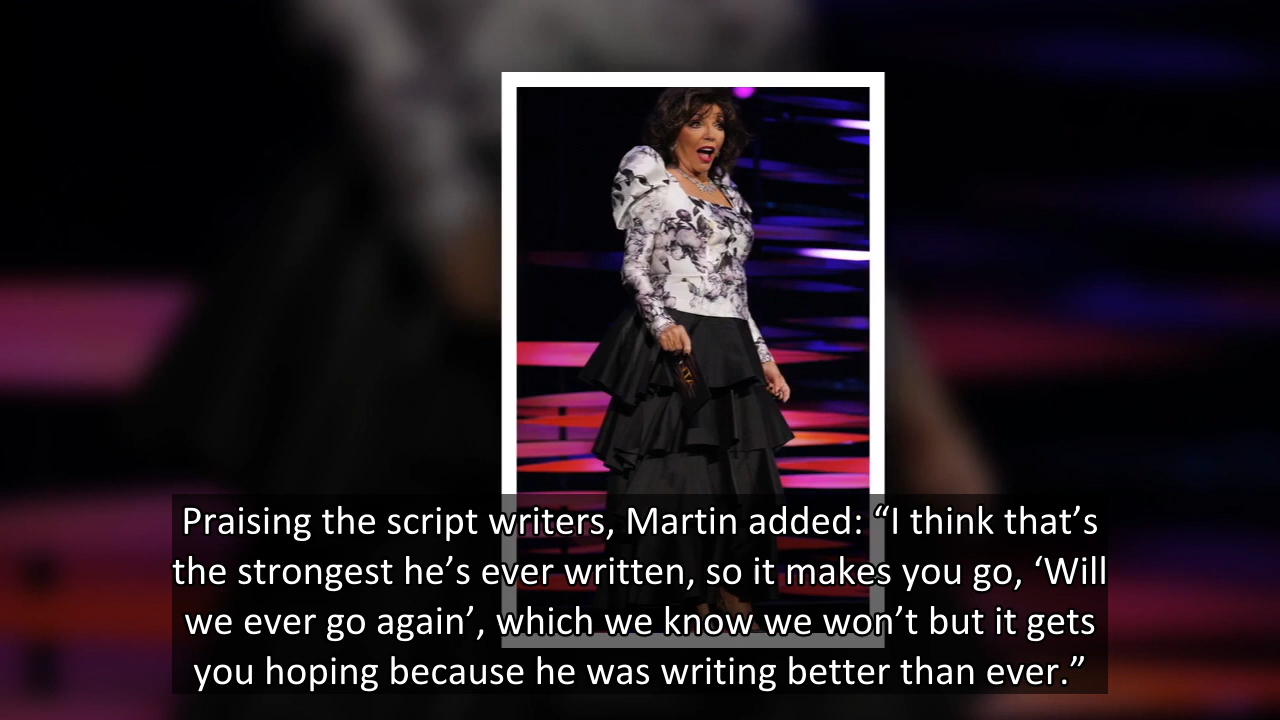 Praising the script writers, Martin added: “I think that’s
the strongest he’s ever written, so it makes you go, ‘Will
we ever go again’, which we know we won’t but it gets
you hoping because he was writing better than ever.”